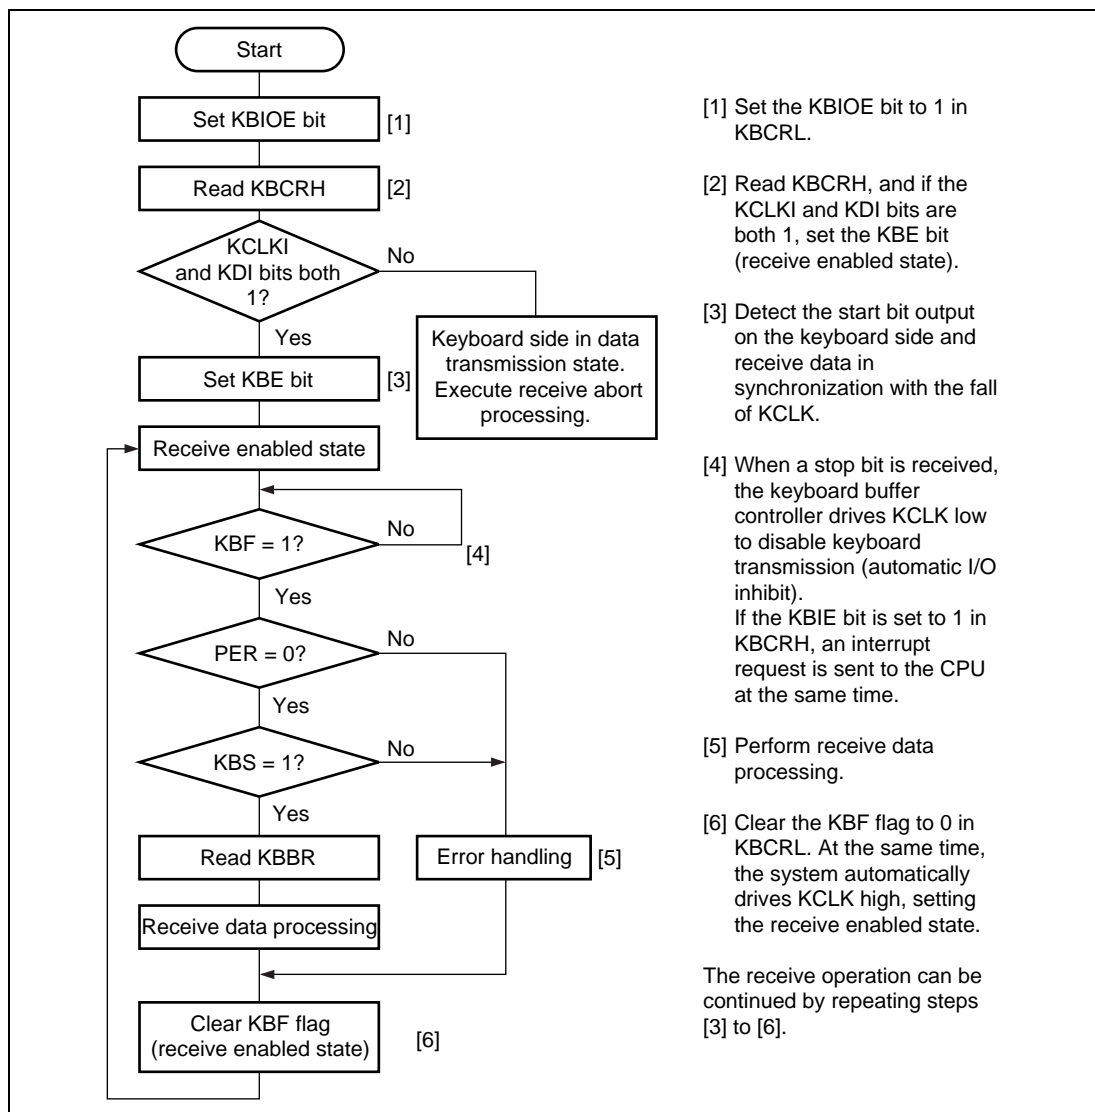 Start
Set KBIOE bit
[1]
Read KBCRH
[2]
KCLKI
and KDI bits both
1?
No
Yes
Keyboard side in data
transmission state.
Execute receive abort
processing.
Set KBE bit
[3]
Receive enabled state
KBF = 1?
No
[4]
Yes
PER = 0?
No
Yes
KBS = 1?
No
Yes
Read KBBR
Error handling
[5]
Receive data processing
Clear KBF flag
(receive enabled state)
[6]
[1] Set the KBIOE bit to 1 in
KBCRL.
[2] Read KBCRH, and if the
KCLKI and KDI bits are
both 1, set the KBE bit
(receive enabled state).
[3] Detect the start bit output
on the keyboard side and
receive data in
synchronization with the fall
of KCLK.
[4] When a stop bit is received,
the keyboard buffer
controller drives KCLK low
to disable keyboard
transmission (automatic I/O
inhibit).
If the KBIE bit is set to 1 in
KBCRH, an interrupt
request is sent to the CPU
at the same time.
[5] Perform receive data
processing.
[6] Clear the KBF flag to 0 in
KBCRL. At the same time,
the system automatically
drives KCLK high, setting
the receive enabled state.
The receive operation can be
continued by repeating steps
[3] to [6].